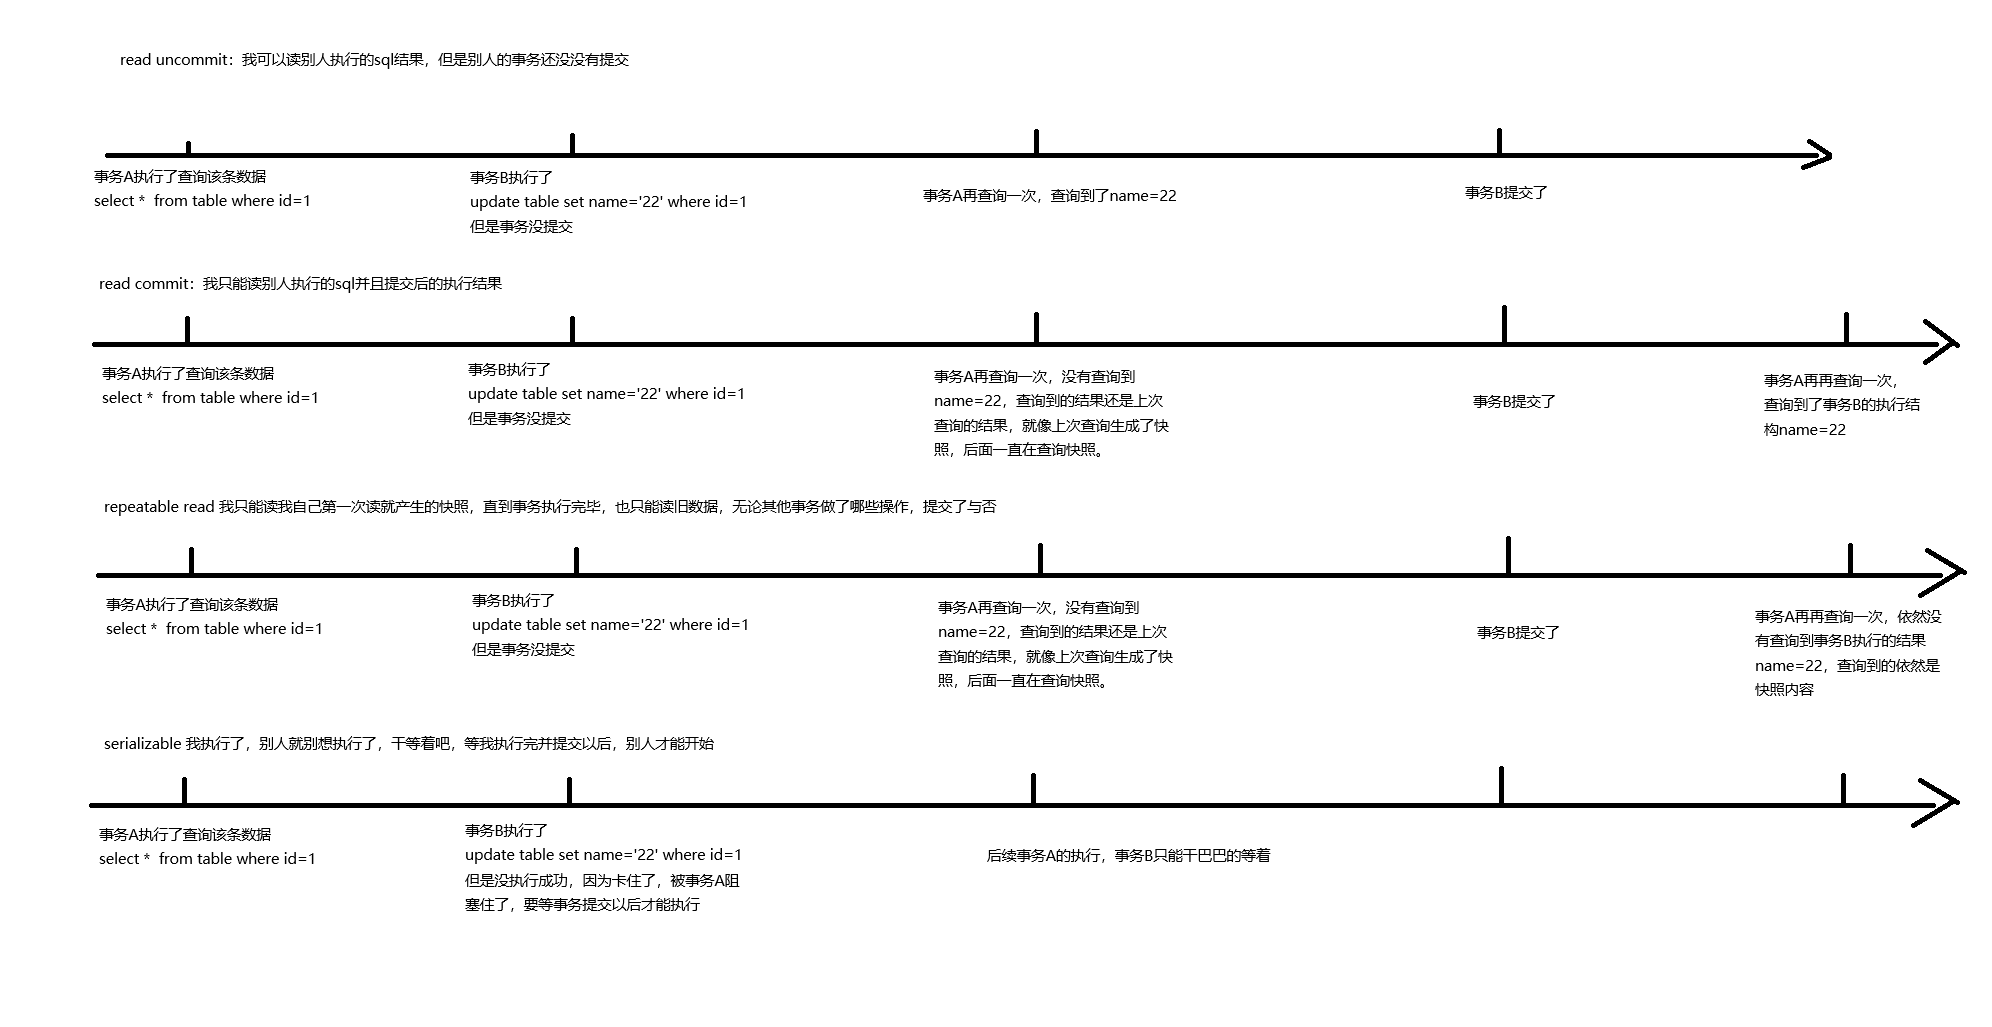 read uncommit：我可以读别人执行的sql结果，但是别人的事务还没没有提交
事务A执行了查询该条数据
select *  from table where id=1
事务B执行了
update table set name='22' where id=1
但是事务没提交
事务A再查询一次，查询到了name=22
事务B提交了
read commit：我只能读别人执行的sql并且提交后的执行结果
事务A执行了查询该条数据
select *  from table where id=1
事务B执行了
update table set name='22' where id=1
但是事务没提交
事务A再查询一次，没有查询到
name=22，查询到的结果还是上次
查询的结果，就像上次查询生成了快
照，后面一直在查询快照。
事务B提交了
事务A再再查询一次，
查询到了事务B的执行结
构name=22
repeatable read 我只能读我自己第一次读就产生的快照，直到事务执行完毕，也只能读旧数据，无论其他事务做了哪些操作，提交了与否
事务A执行了查询该条数据
select *  from table where id=1
事务B执行了
update table set name='22' where id=1
但是事务没提交
事务A再查询一次，没有查询到
name=22，查询到的结果还是上次
查询的结果，就像上次查询生成了快
照，后面一直在查询快照。
事务B提交了
事务A再再查询一次，依然没
有查询到事务B执行的结果
name=22，查询到的依然是
快照内容
serializable 我执行了，别人就别想执行了，干等着吧，等我执行完并提交以后，别人才能开始
事务A执行了查询该条数据
select *  from table where id=1
事务B执行了
update table set name='22' where id=1
但是没执行成功，因为卡住了，被事务A阻
塞住了，要等事务提交以后才能执行
后续事务A的执行，事务B只能干巴巴的等着